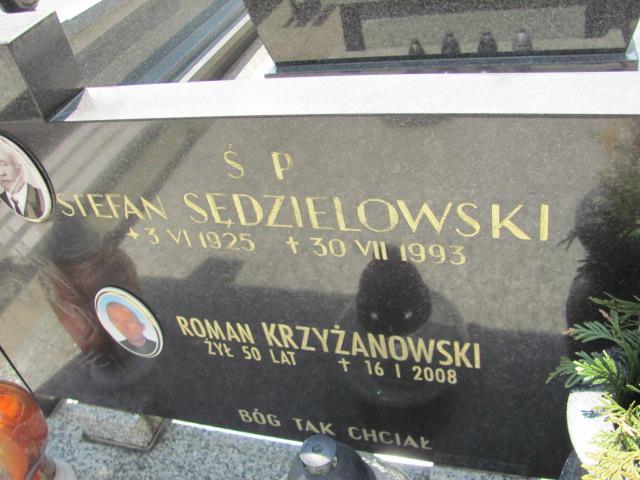 Ś P
STEFAN SĘDZIELOWSKI
* 3 VI 1925 † 30 VII 1993
ROMAN KRZYŻANOWSKI
ŻYŁ 50 LAT † 16 I 2008
BÓG TAK CHCIAŁ